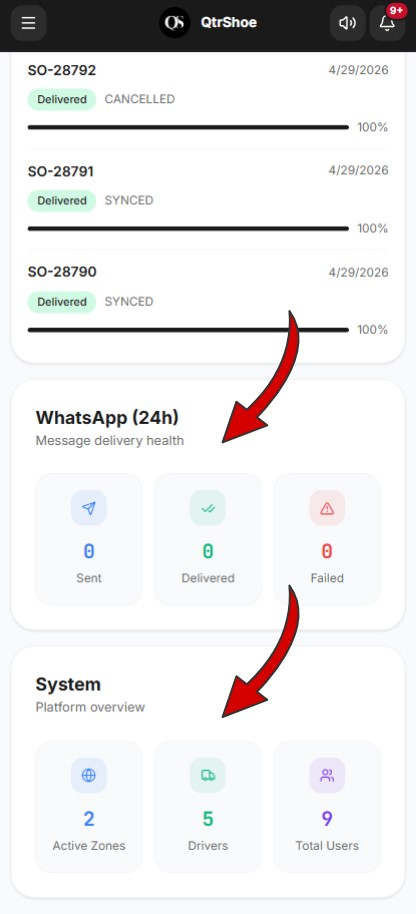 9+
QS QtrShoe
SO-28792 4/29/2026
Delivered CANCELLED
100%
SO-28791 4/29/2026
Delivered SYNCED
100%
SO-28790 4/29/2026
Delivered SYNCED
100%
WhatsApp (24h)
Message delivery health
0 0 0
Sent Delivered Failed
System
Platform overview
2 5 9
Active Zones Drivers Total Users